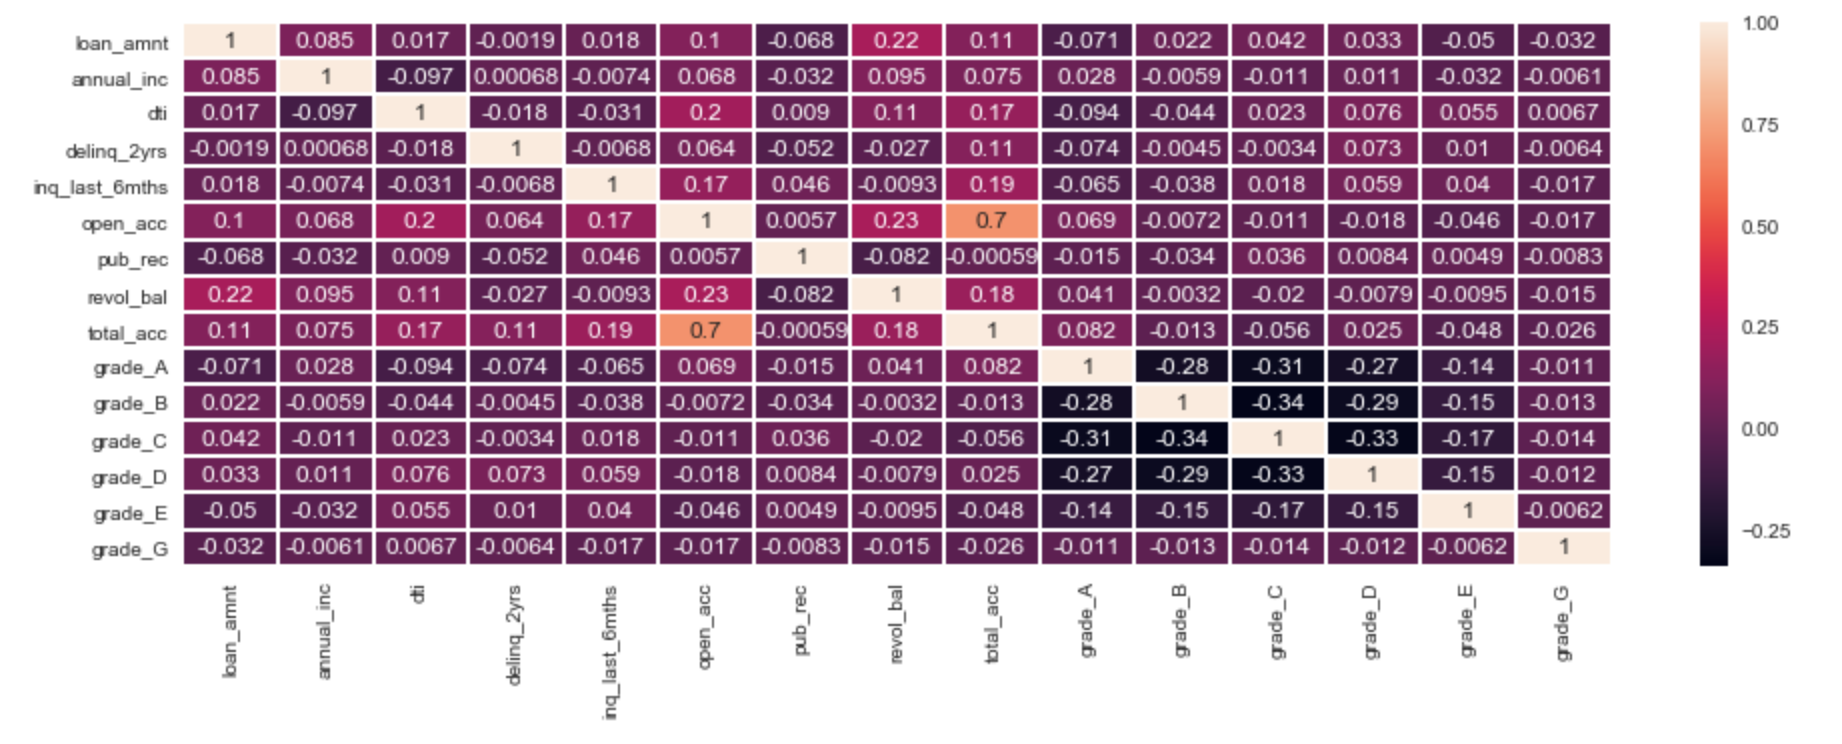 loan_amnt 1 0.085 0.017 -0.0019 0.018 0.1 -0.068 0.22 0.11 -0.071 0.022 0.042 0.033 -0.05 -0.032
annual_inc 0.085 1 -0.097 0.00068 -0.0074 0.068 -0.032 0.095 0.075 0.028 -0.0059 -0.011 0.011 -0.032 -0.0061
dti 0.017 -0.097 1 -0.018 -0.031 0.2 0.009 0.11 0.17 -0.094 -0.044 0.023 0.076 0.055 0.0067
delinq_2yrs -0.0019 0.00068 -0.018 1 -0.0068 0.064 -0.052 -0.027 0.11 -0.074 -0.0045 -0.0034 0.073 0.01 -0.0064
inq_last_6mths 0.018 -0.0074 -0.031 -0.0068 1 0.17 0.046 -0.0093 0.19 -0.065 -0.038 0.018 0.059 0.04 -0.017
open_acc 0.1 0.068 0.2 0.064 0.17 1 0.0057 0.23 0.7 0.069 -0.0072 -0.011 -0.018 -0.046 -0.017
pub_rec -0.068 -0.032 0.009 -0.052 0.046 0.0057 1 -0.082 -0.00059 -0.015 -0.034 0.036 0.0084 0.0049 -0.0083
revol_bal 0.22 0.095 0.11 -0.027 -0.0093 0.23 -0.082 1 0.18 0.041 -0.0032 -0.02 -0.0079 -0.0095 -0.015
total_acc 0.11 0.075 0.17 0.11 0.19 0.7 -0.00059 0.18 1 0.082 -0.013 -0.056 0.025 -0.048 -0.026
grade_A -0.071 0.028 -0.094 -0.074 -0.065 0.069 -0.015 0.041 0.082 1 -0.28 -0.31 -0.27 -0.14 -0.011
grade_B 0.022 -0.0059 -0.044 -0.0045 -0.038 -0.0072 -0.034 -0.0032 -0.013 -0.28 1 -0.34 -0.29 -0.15 -0.013
grade_C 0.042 -0.011 0.023 -0.0034 0.018 -0.011 0.036 -0.02 -0.056 -0.31 -0.34 1 -0.33 -0.17 -0.014
grade_D 0.033 0.011 0.076 0.073 0.059 -0.018 0.0084 -0.0079 0.025 -0.27 -0.29 -0.33 1 -0.15 -0.012
grade_E -0.05 -0.032 0.055 0.01 0.04 -0.046 0.0049 -0.0095 -0.048 -0.14 -0.15 -0.17 -0.15 1 -0.0062
grade_G -0.032 -0.0061 0.0067 -0.0064 -0.017 -0.017 -0.0083 -0.015 -0.026 -0.011 -0.013 -0.014 -0.012 -0.0062 1
loan_amnt
annual_inc
dti
delinq_2yrs
inq_last_6mths
open_acc
pub_rec
revol_bal
total_acc
grade_A
grade_B
grade_C
grade_D
grade_E
grade_G
1.00
0.75
0.50
0.25
0.00
−0.25